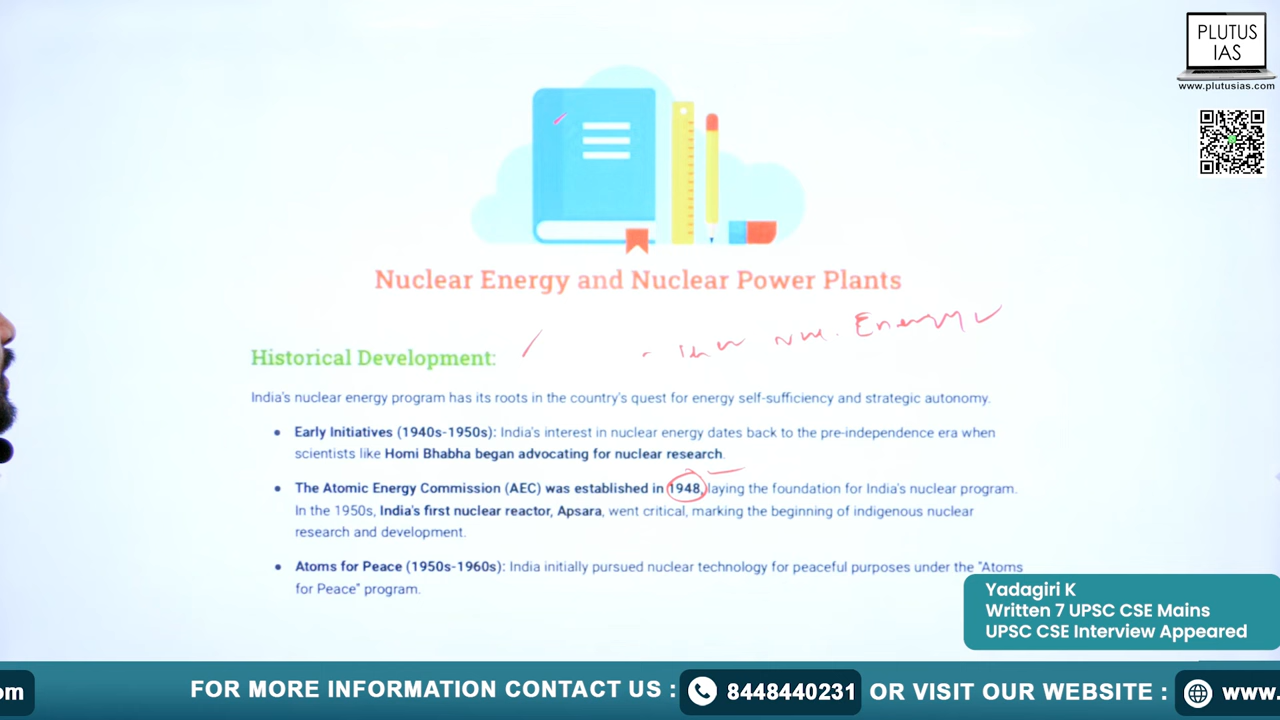 PLUTUS
IAS
www.plutusias.com
Nuclear Energy and Nuclear Power Plants
Energy
Historical Development:
India's nuclear energy program has its roots in the country's quest for energy self-sufficiency and strategic autonomy.
• Early Initiatives (1940s-1950s): India's interest in nuclear energy dates back to the pre-independence era when
scientists like Homi Bhabha began advocating for nuclear research.
• The Atomic Energy Commission (AEC) was established in 1948, laying the foundation for India's nuclear program.
In the 1950s, India's first nuclear reactor, Apsara, went critical, marking the beginning of indigenous nuclear
research and development.
• Atoms for Peace (1950s-1960s): India initially pursued nuclear technology for peaceful purposes under the "Atoms
for Peace" program.
Yadagiri K
Written 7 UPSC CSE Mains
UPSC CSE Interview Appeared
om FOR MORE INFORMATION CONTACT US : 8448440231 OR VISIT OUR WEBSITE : www.